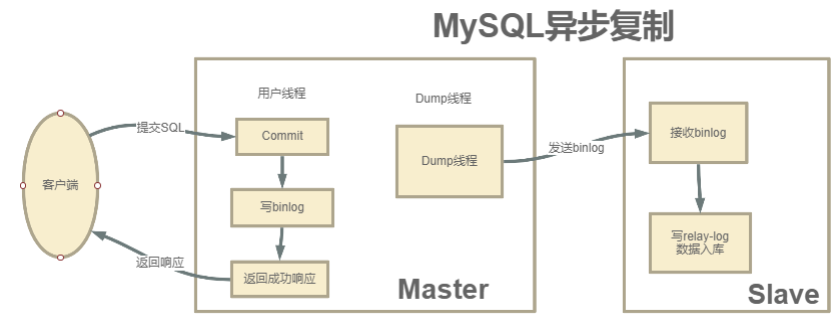 MySQL异步复制
用户线程
Dump线程
提交SQL
Commit
Dump线程
发送binlog
接收binlog
客户端
写binlog
写relay-log
数据入库
返回响应
返回成功响应
Master
Slave